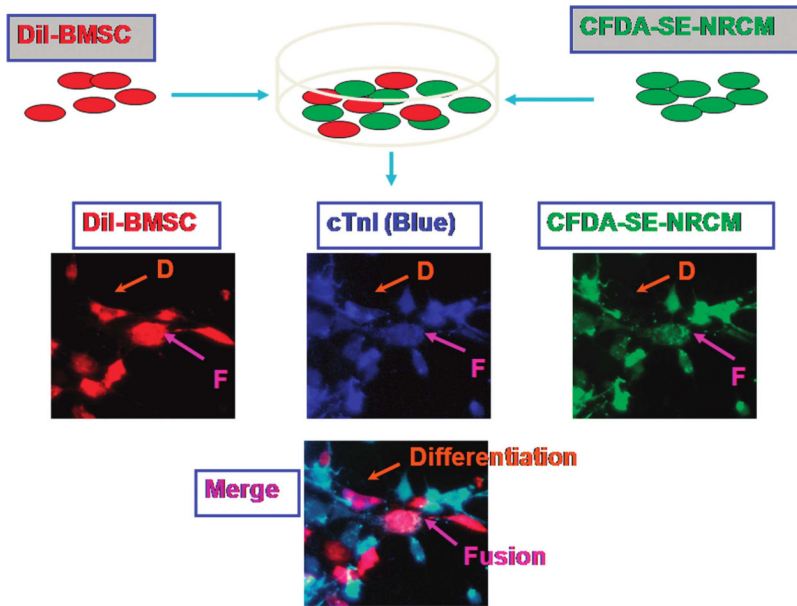 DiI-BMSC
CFDA-SE-NRCM
DiI-BMSC
cTnI (Blue)
CFDA-SE-NRCM
D
F
D
F
D
F
Merge
Differentiation
Fusion